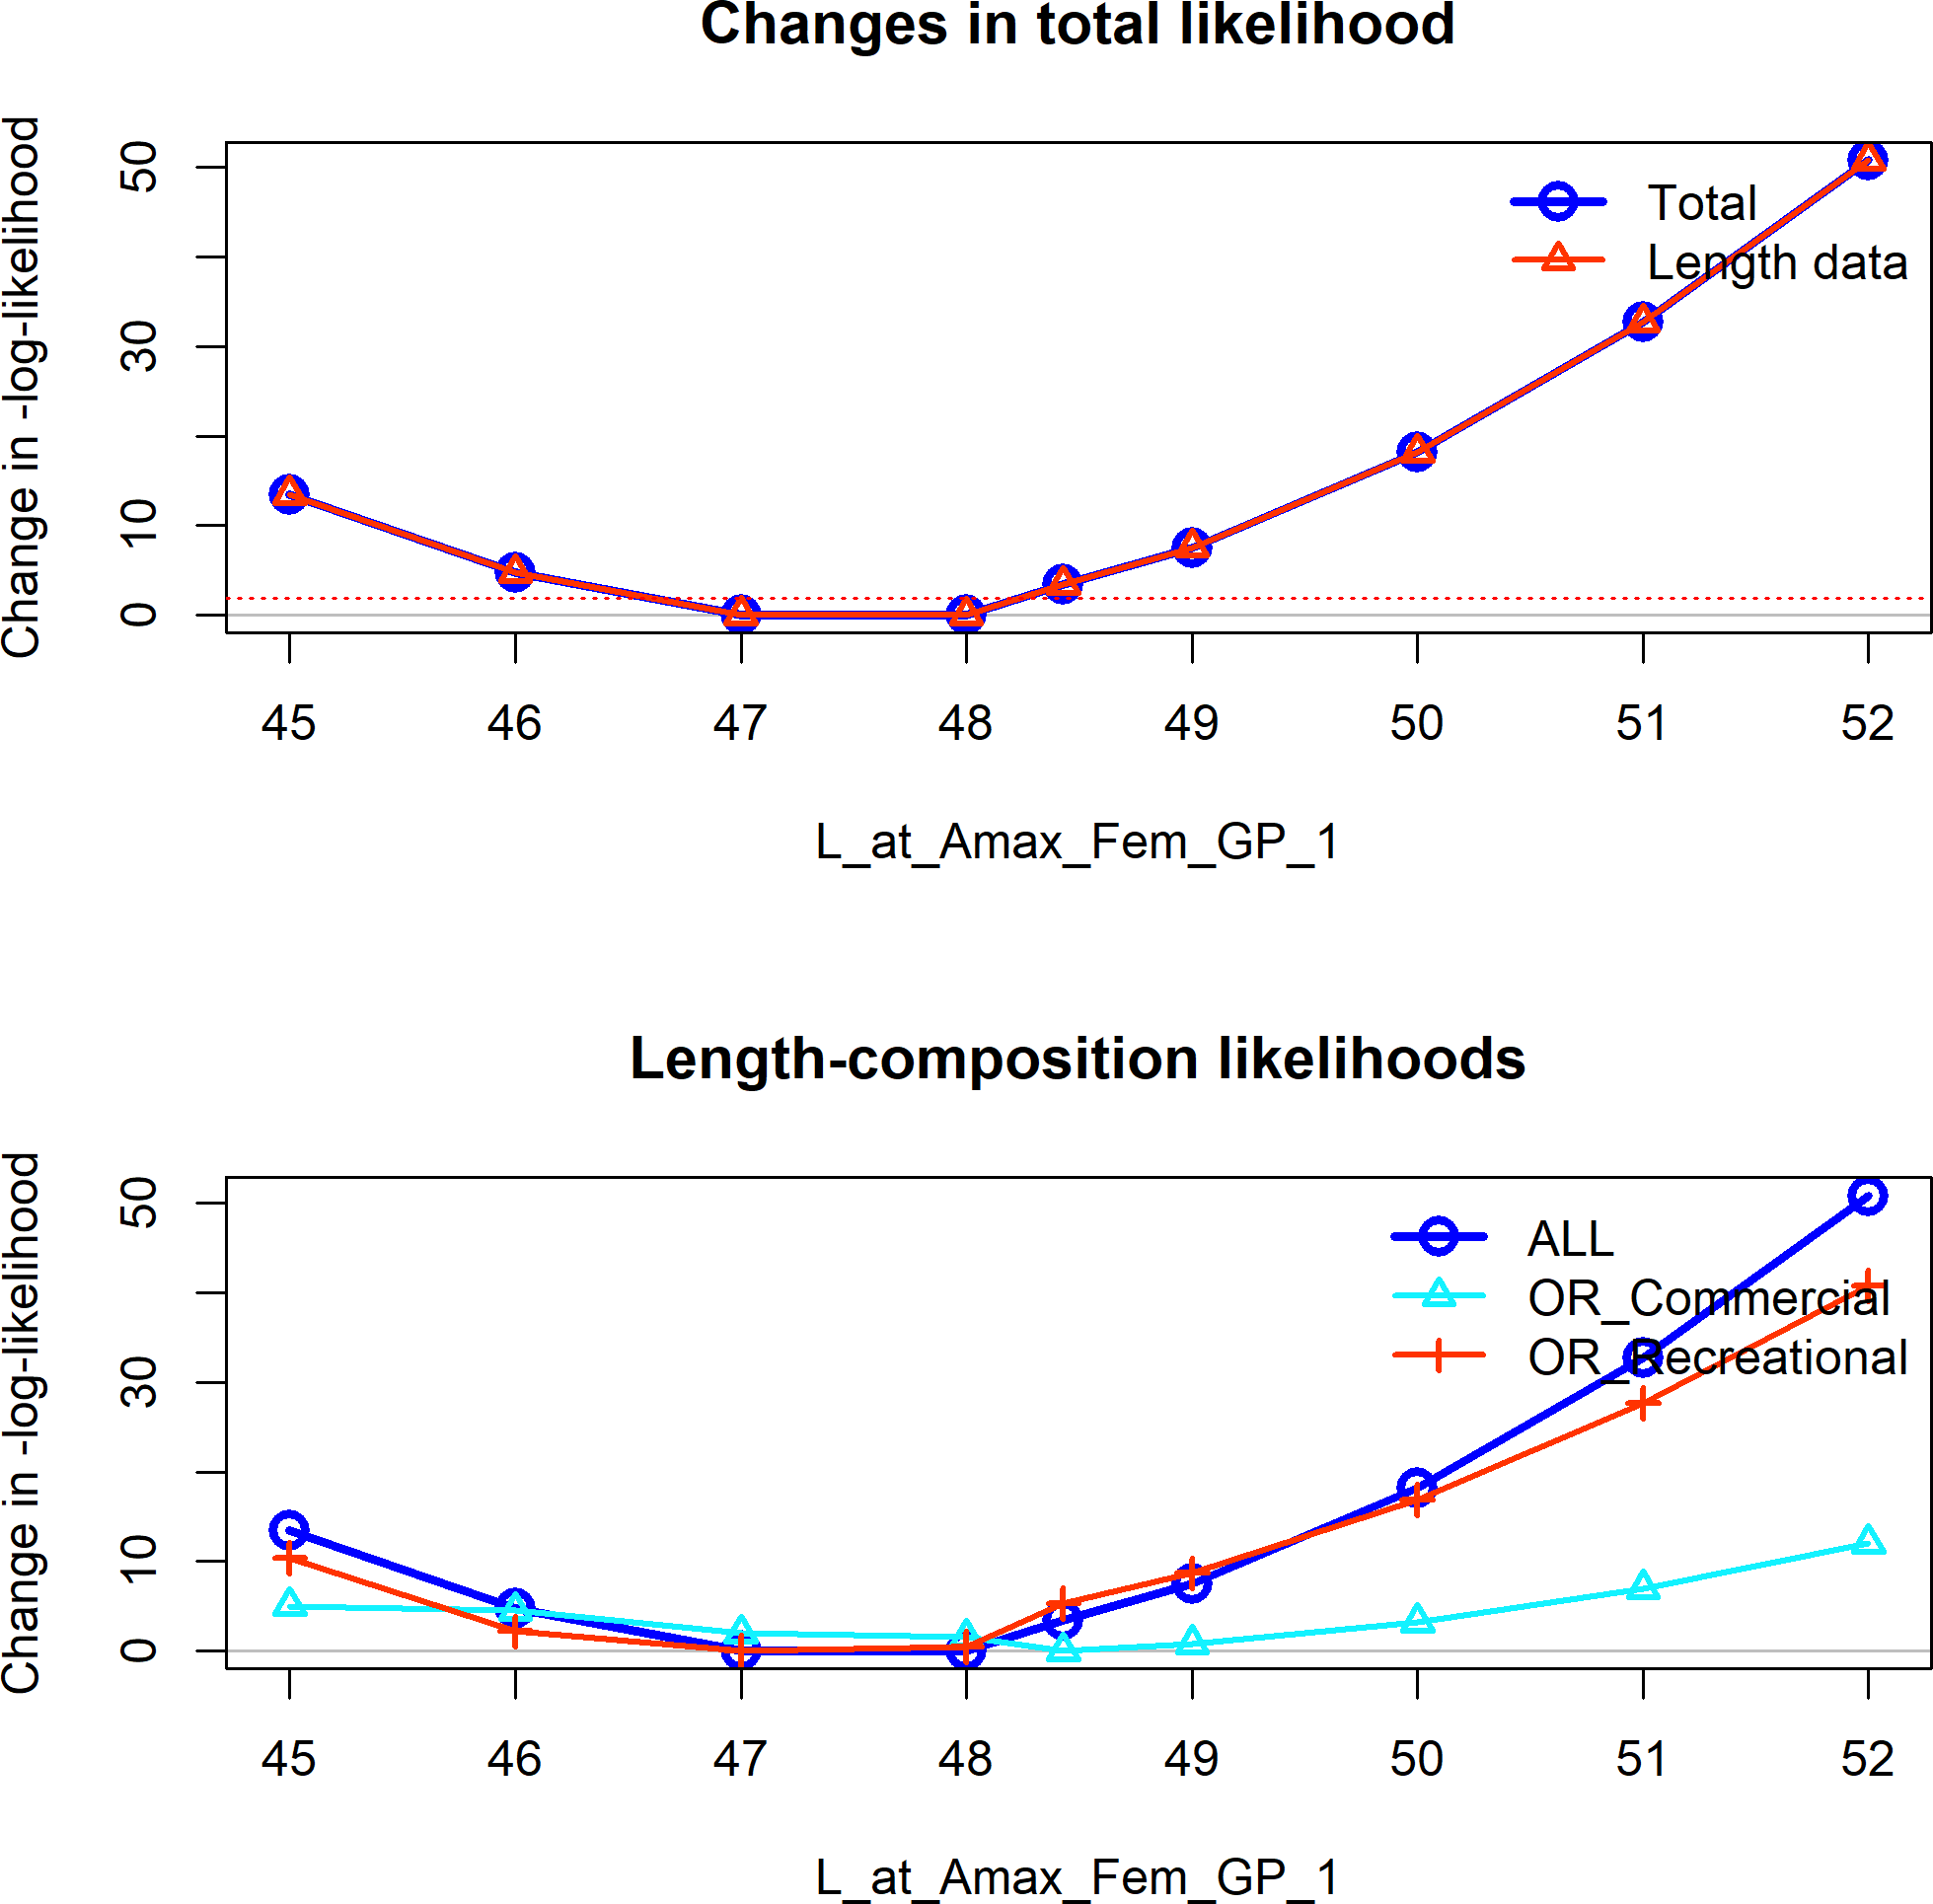 Changes in total likelihood
Change in -log-likelihood
50
30
10
0
Total
Length data
45 46 47 48 49 50 51 52
L_at_Amax_Fem_GP_1
Length-composition likelihoods
Change in -log-likelihood
50
30
10
0
ALL
OR_Commercial
OR_Recreational
45 46 47 48 49 50 51 52
L_at_Amax_Fem_GP_1